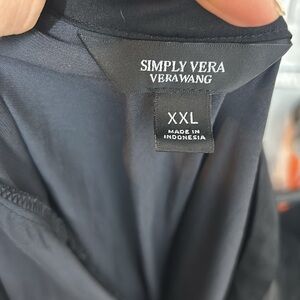 SIMPLY VERA
VERA WANG
XXL
MADE IN
INDONESIA